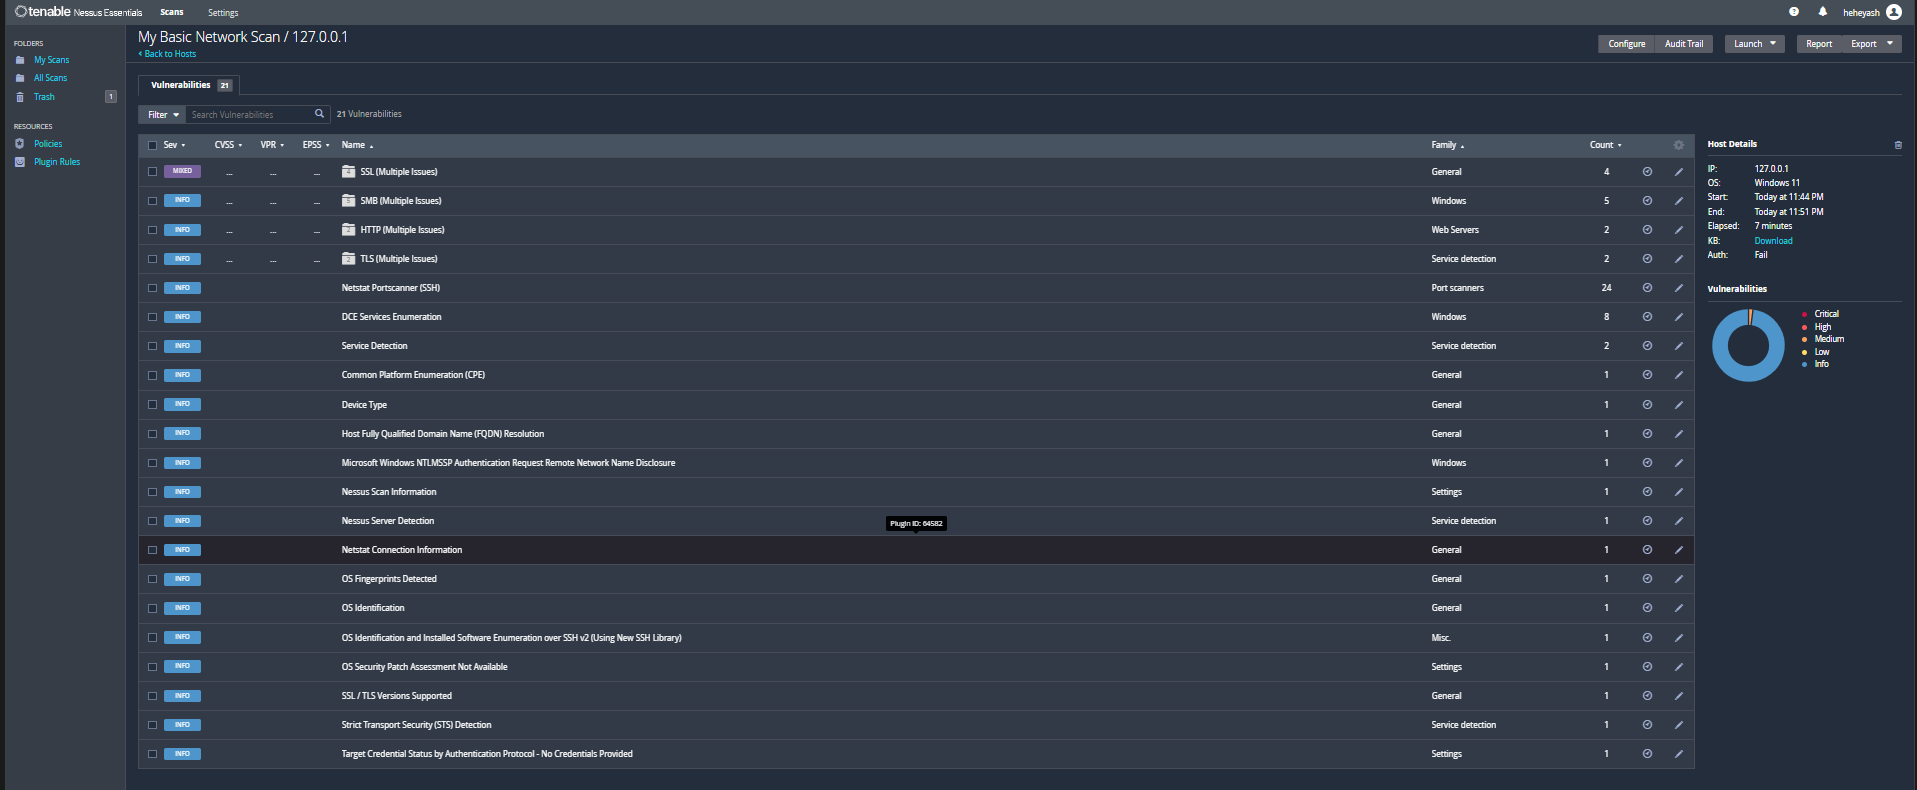 tenable Nessus Essentials Scans Settings heheyash
FOLDERS
My Scans
All Scans
Trash 1
RESOURCES
Policies
Plugin Rules
My Basic Network Scan / 127.0.0.1
Back to Hosts
Configure Audit Trail Launch Report Export
Vulnerabilities 21
Filter Search Vulnerabilities 21 Vulnerabilities
Sev CVSS VPR EPSS Name Family Count
MIXED ... ... ... 4 SSL (Multiple Issues) General 4
INFO ... ... ... 5 SMB (Multiple Issues) Windows 5
INFO ... ... ... 2 HTTP (Multiple Issues) Web Servers 2
INFO ... ... ... 2 TLS (Multiple Issues) Service detection 2
INFO Netstat Portscanner (SSH) Port scanners 24
INFO DCE Services Enumeration Windows 8
INFO Service Detection Service detection 2
INFO Common Platform Enumeration (CPE) General 1
INFO Device Type General 1
INFO Host Fully Qualified Domain Name (FQDN) Resolution General 1
INFO Microsoft Windows NTLMSSP Authentication Request Remote Network Name Disclosure Windows 1
INFO Nessus Scan Information Settings 1
INFO Nessus Server Detection Service detection 1
Plugin ID: 64582
INFO Netstat Connection Information General 1
INFO OS Fingerprints Detected General 1
INFO OS Identification General 1
INFO OS Identification and Installed Software Enumeration over SSH v2 (Using New SSH Library) Misc. 1
INFO OS Security Patch Assessment Not Available Settings 1
INFO SSL / TLS Versions Supported General 1
INFO Strict Transport Security (STS) Detection Service detection 1
INFO Target Credential Status by Authentication Protocol - No Credentials Provided Settings 1
Host Details
IP: 127.0.0.1
OS: Windows 11
Start: Today at 11:44 PM
End: Today at 11:51 PM
Elapsed: 7 minutes
KB: Download
Auth: Fail
Vulnerabilities
Critical
High
Medium
Low
Info